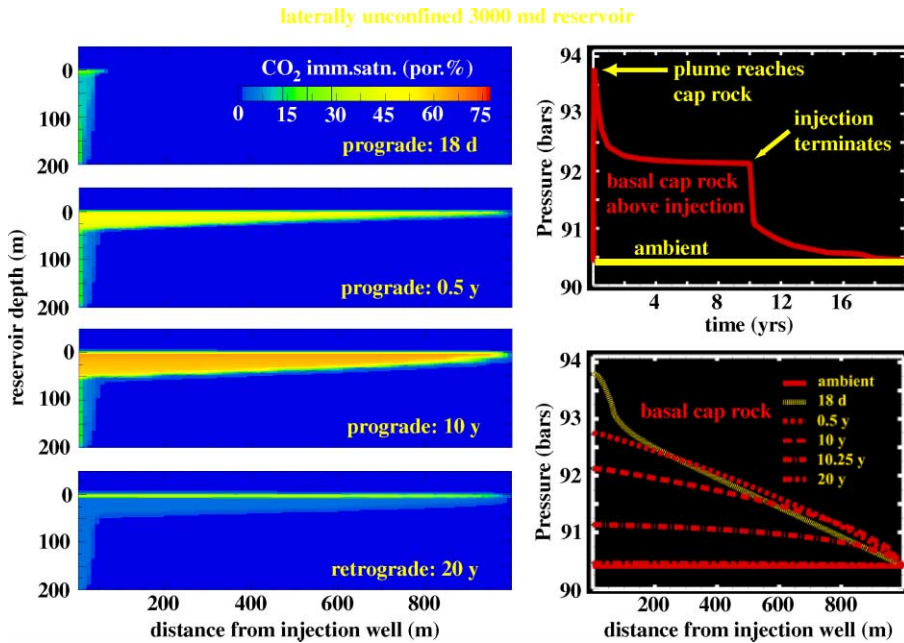 laterally unconfined 3000 md reservoir
0
100
200
CO2 imm.satn. (por.%)
0 15 30 45 60 75
prograde: 18 d
0
100
200
prograde: 0.5 y
0
100
200
prograde: 10 y
0
100
200
retrograde: 20 y
reservoir depth (m)
200 400 600 800
distance from injection well (m)
94
93
92
91
90
Pressure (bars)
plume reaches
cap rock
injection
terminates
basal cap rock
above injection
ambient
4 8 12 16
time (yrs)
94
93
92
91
90
Pressure (bars)
basal cap rock
ambient
18 d
0.5 y
10 y
10.25 y
20 y
200 400 600 800
distance from injection well (m)